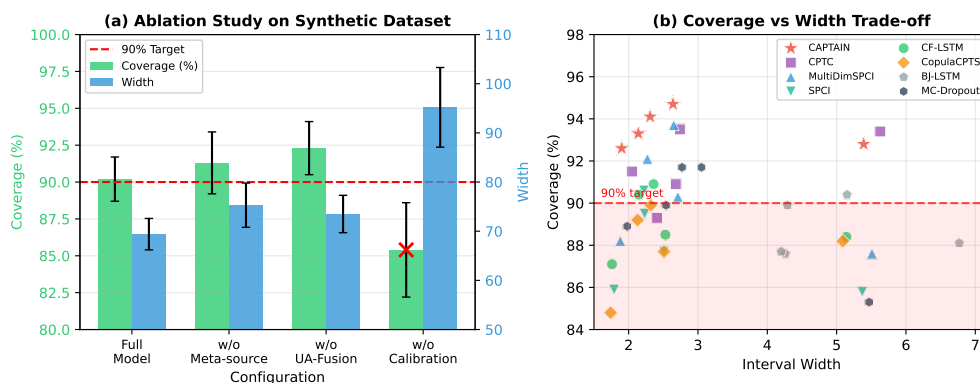 (a) Ablation Study on Synthetic Dataset
100.0
97.5
95.0
92.5
90.0
87.5
85.0
82.5
80.0
Coverage (%)
90% Target
Coverage (%)
Width
110
100
90
80
70
60
50
Width
Full
Model
w/o
Meta-source
w/o
UA-Fusion
w/o
Calibration
Configuration
(b) Coverage vs Width Trade-off
98
96
94
92
90
88
86
84
Coverage (%)
CAPTAIN
CPTC
MultiDimSPCI
SPCI
CF-LSTM
CopulaCPTS
BJ-LSTM
MC-Dropout
90% target
2
3
4
5
6
7
Interval Width